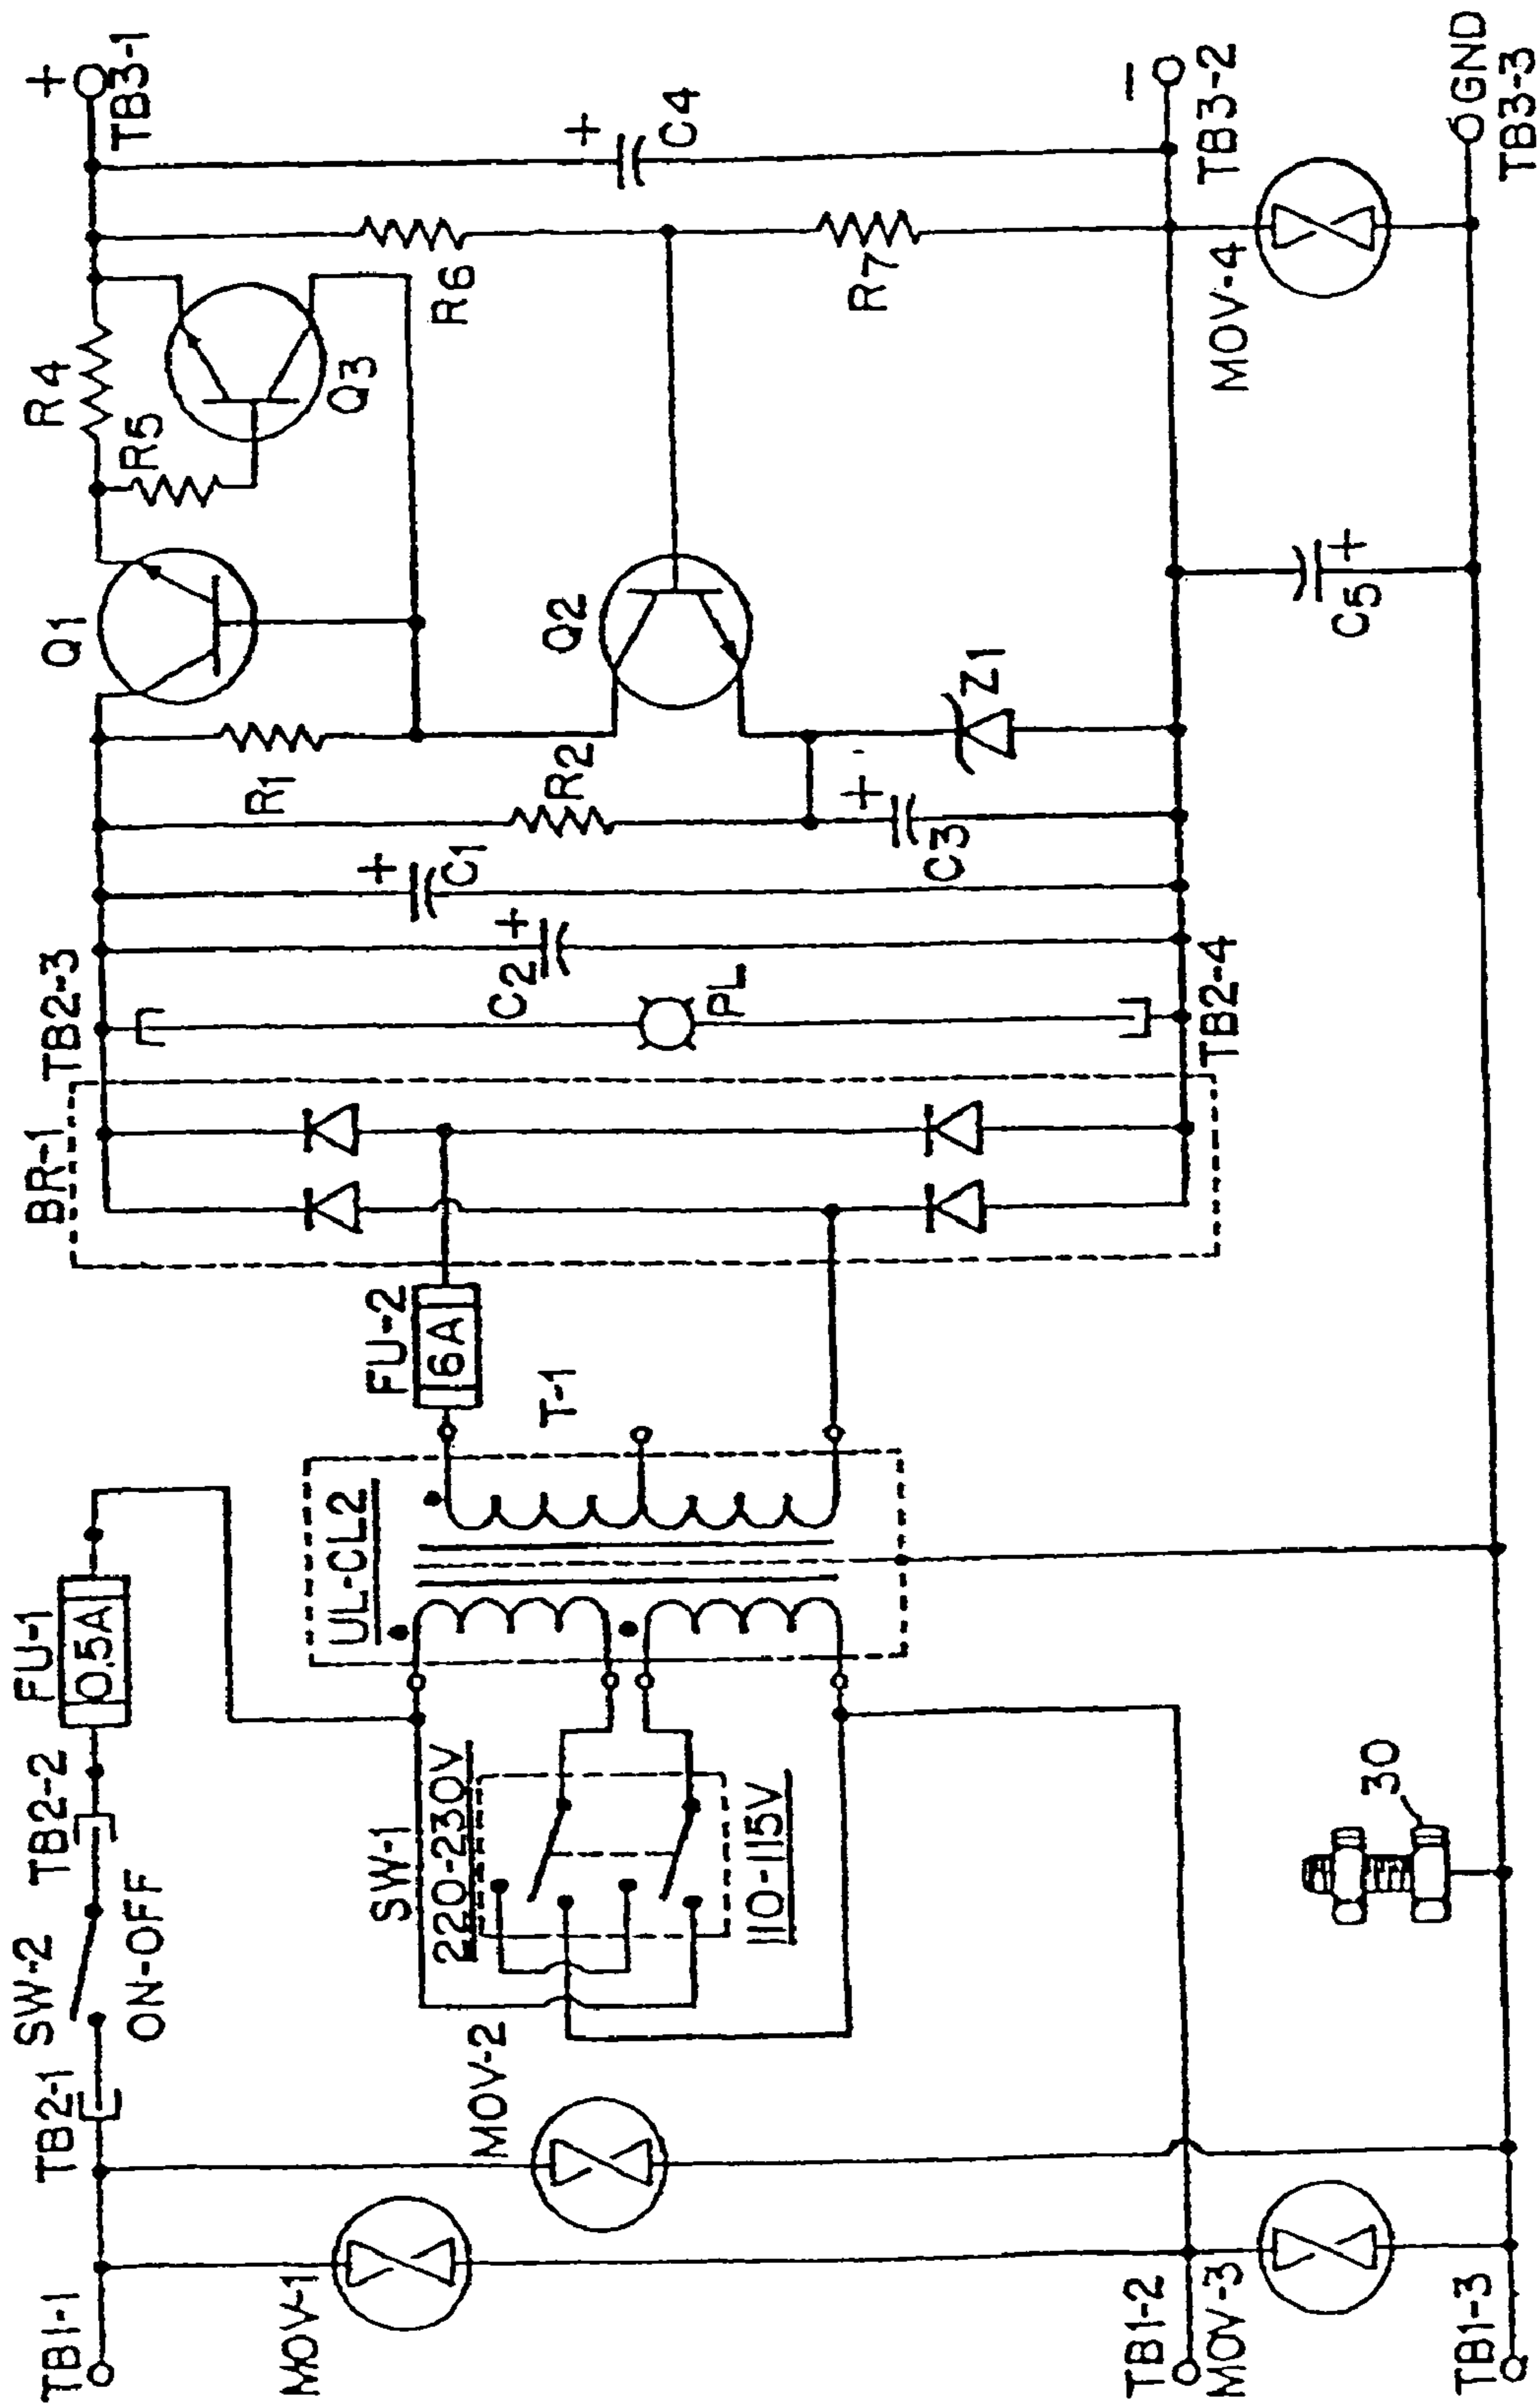 TB1-1
TB2-1
SW-2
ON-OFF
TB2-2
FU-1
0.5A
MOV-1
MOV-2
SW-1
220-230V
110-115V
UL-CL2
T-1
FU-2
6A
BR-1
TB2-3
PL
C2
+
C1
+
R1
R2
Q1
Q2
C3
+
Z1
R5
R4
Q3
R6
R7
C4
+
+
TB3-1
−
TB3-2
TB2-4
C5
+
MOV-4
GND
TB3-3
30
TB1-2
MOV-3
TB1-3